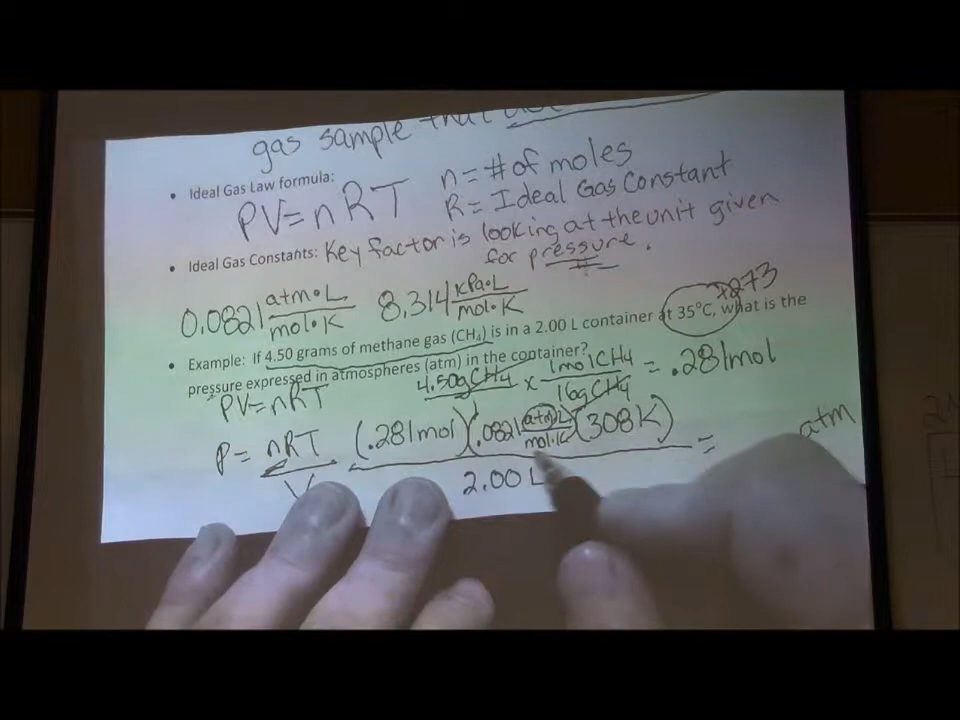 gas sample that
• Ideal Gas Law formula:
PV=nRT
n = # of moles
R = Ideal Gas Constant
• Ideal Gas Constants: Key factor is looking at the unit given
for pressure.
0.0821 atm·L/mol·K 8.314 kPa·L/mol·K
+273
• Example: If 4.50 grams of methane gas (CH₄) is in a 2.00 L container at 35°C, what is the
pressure expressed in atmospheres (atm) in the container?
4.50g CH4 x 1mol CH4/16g CH4 = .281mol
PV=nRT
P = nRT/V (.281mol)(.0821 atm·L/mol·K)(308K)/2.00 L = atm